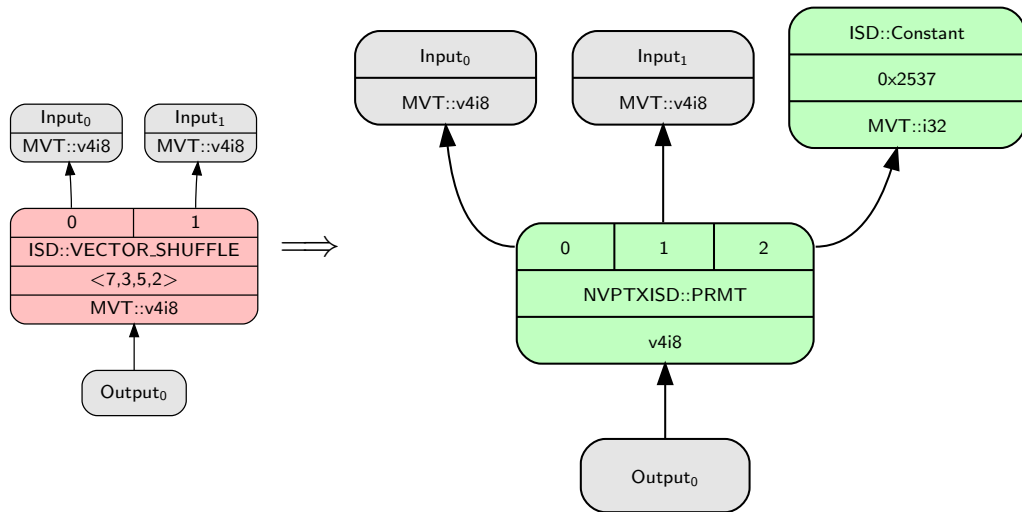 Input₀
MVT::v4i8
Input₁
MVT::v4i8
0
1
ISD::VECTOR_SHUFFLE
<7,3,5,2>
MVT::v4i8
Output₀
⟹
Input₀
MVT::v4i8
Input₁
MVT::v4i8
ISD::Constant
0x2537
MVT::i32
0
1
2
NVPTXISD::PRMT
v4i8
Output₀